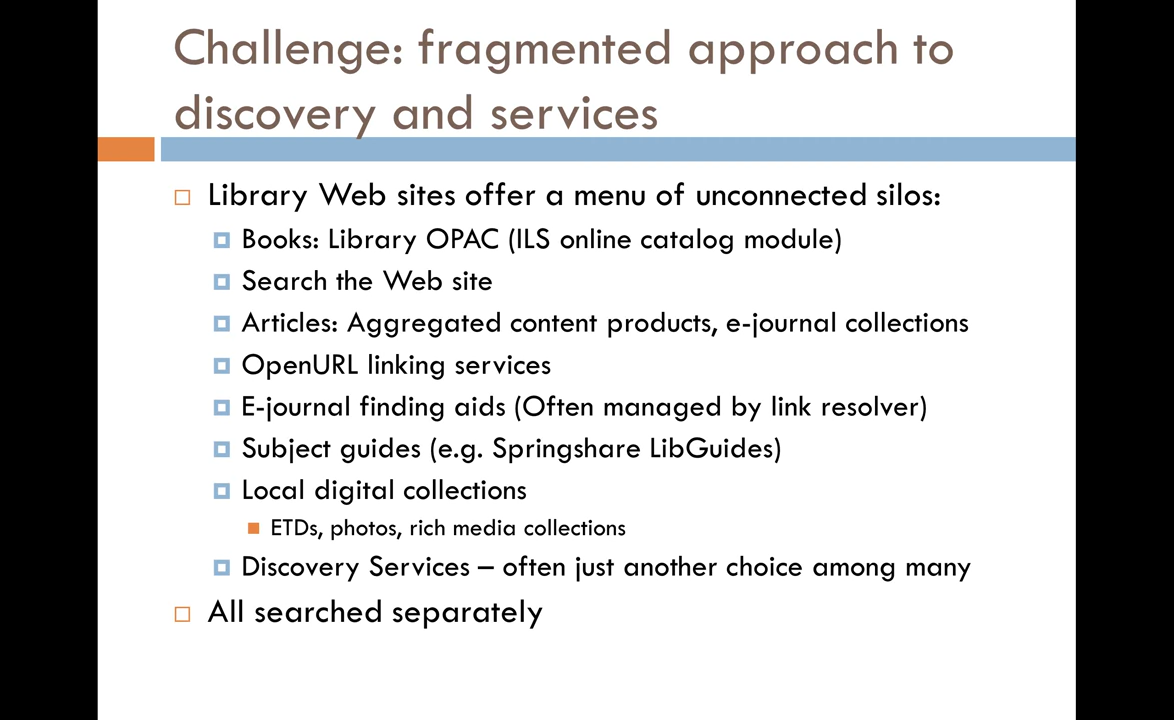 Challenge: fragmented approach to
discovery and services
Library Web sites offer a menu of unconnected silos:
Books: Library OPAC (ILS online catalog module)
Search the Web site
Articles: Aggregated content products, e-journal collections
OpenURL linking services
E-journal finding aids (Often managed by link resolver)
Subject guides (e.g. Springshare LibGuides)
Local digital collections
ETDs, photos, rich media collections
Discovery Services – often just another choice among many
All searched separately